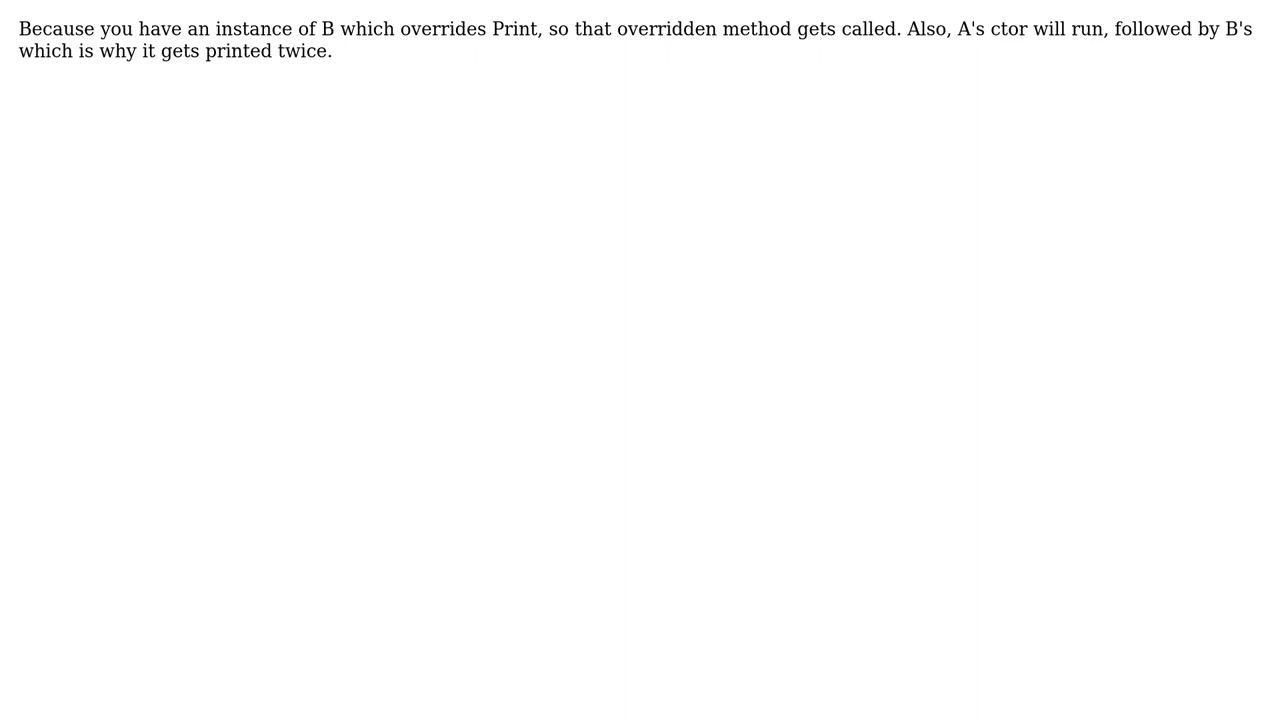 Because you have an instance of B which overrides Print, so that overridden method gets called. Also, A's ctor will run, followed by B's
which is why it gets printed twice.